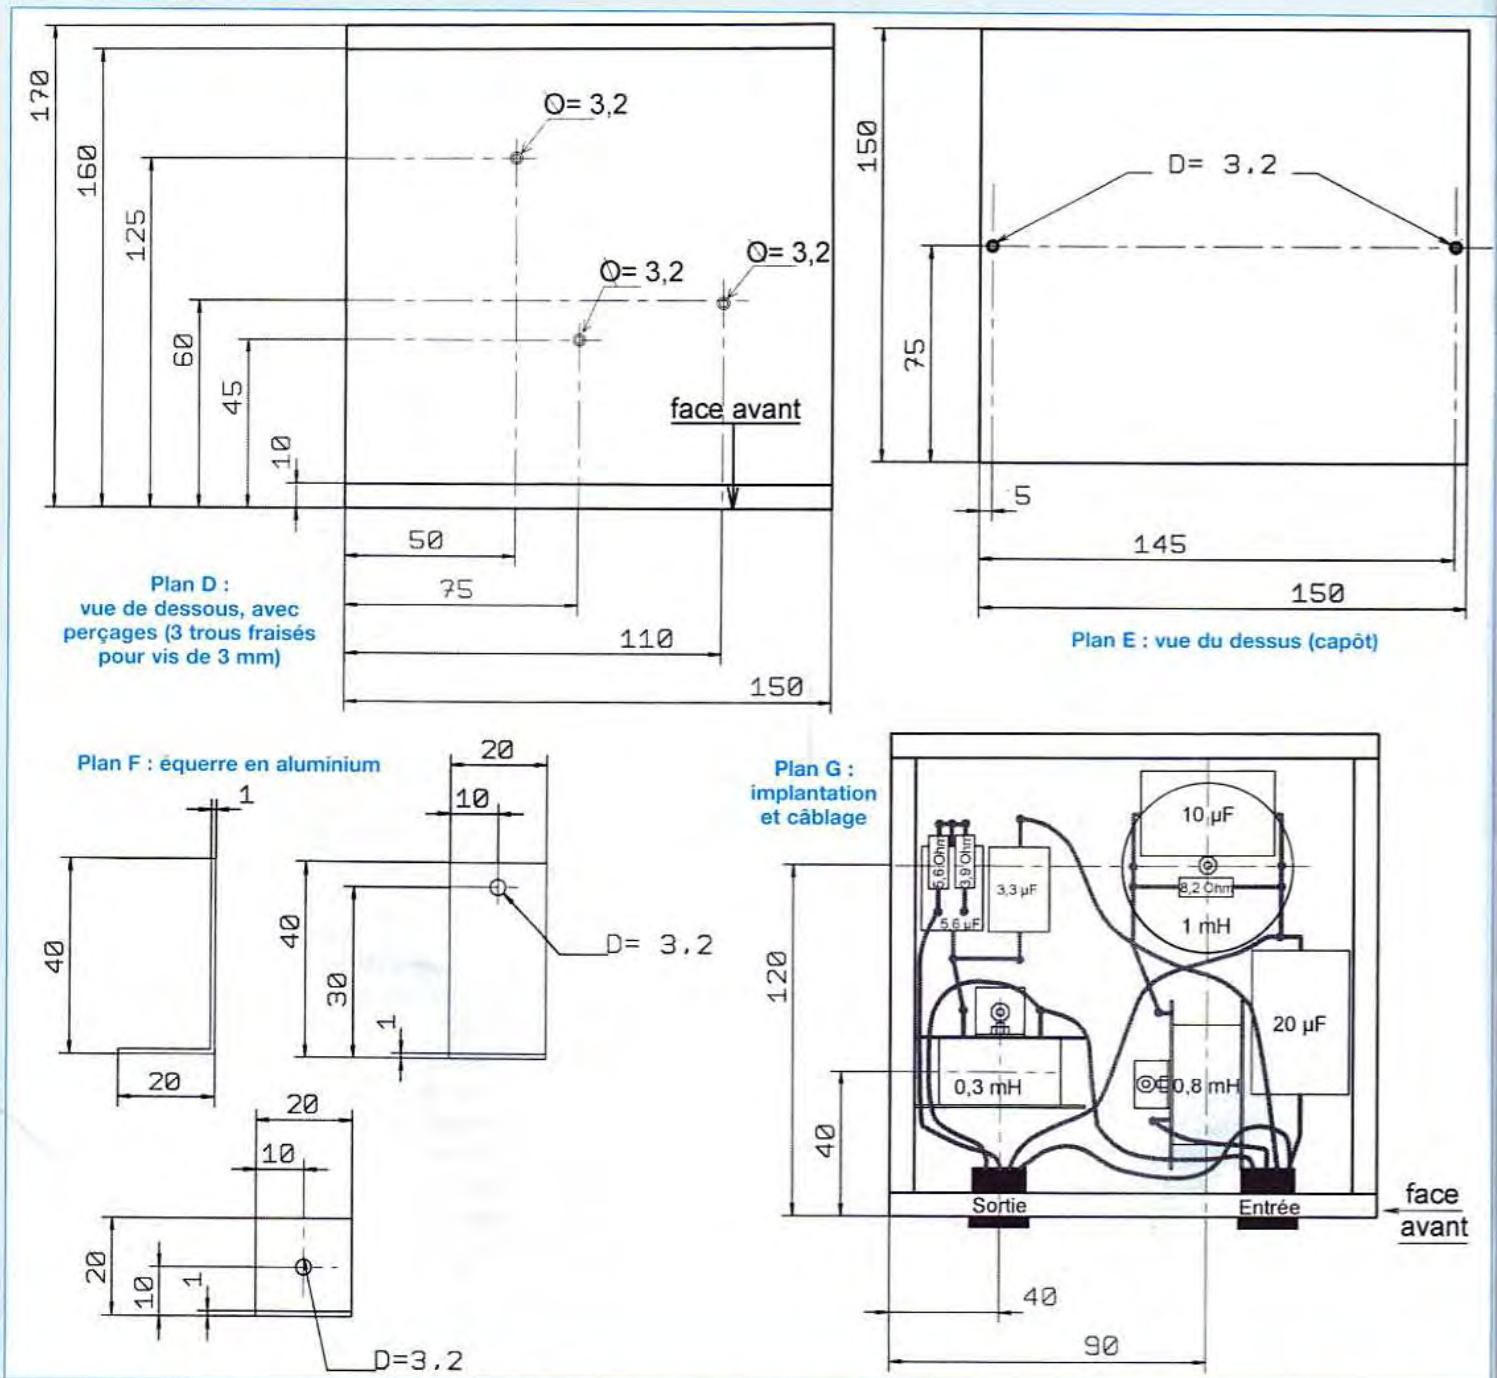 170
160
125
60
45
10
Ø= 3,2
Ø= 3,2
Ø= 3,2
face avant
50
75
110
150
Plan D :
vue de dessous, avec
perçages (3 trous fraisés
pour vis de 3 mm)
150
75
D= 3.2
5
145
150
Plan E : vue du dessus (capôt)
Plan F : équerre en aluminium
1
40
20
20
10
40
30
1
D= 3.2
20
10
20
10
1
D=3.2
Plan G :
implantation
et câblage
10 µF
5,6 Ohm
3,9 Ohm
3,3 µF
8,2 Ohm
5,6 µF
1 mH
20 µF
0,3 mH
0,8 mH
120
40
Sortie
Entrée
face
avant
40
90